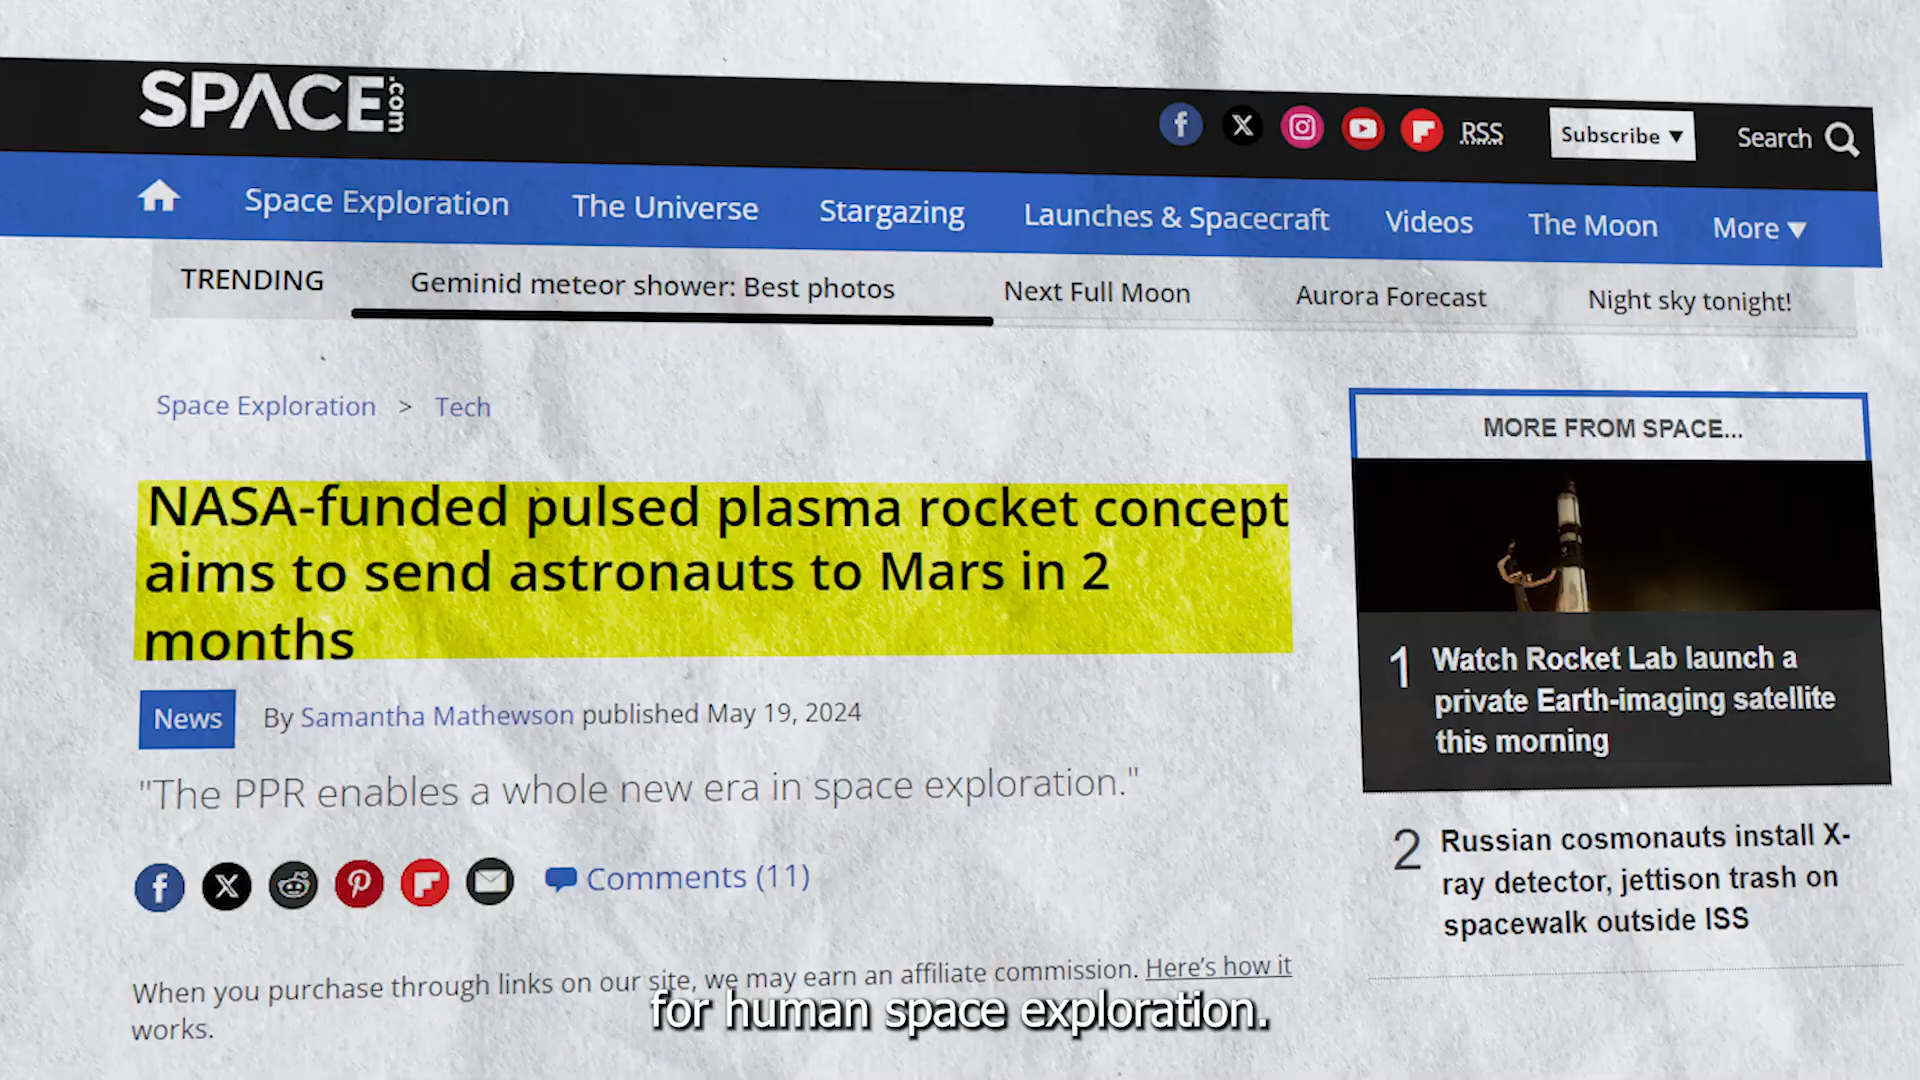 SPACE.com
RSS
Subscribe ▼
Search
Space Exploration
The Universe
Stargazing
Launches & Spacecraft
Videos
The Moon
More ▼
TRENDING
Geminid meteor shower: Best photos
Next Full Moon
Aurora Forecast
Night sky tonight!
Space Exploration > Tech
NASA-funded pulsed plasma rocket concept
aims to send astronauts to Mars in 2
months
News
By Samantha Mathewson published May 19, 2024
"The PPR enables a whole new era in space exploration."
Comments (11)
When you purchase through links on our site, we may earn an affiliate commission. Here's how it
works.
MORE FROM SPACE...
1
Watch Rocket Lab launch a
private Earth-imaging satellite
this morning
2
Russian cosmonauts install X-
ray detector, jettison trash on
spacewalk outside ISS
for human space exploration.